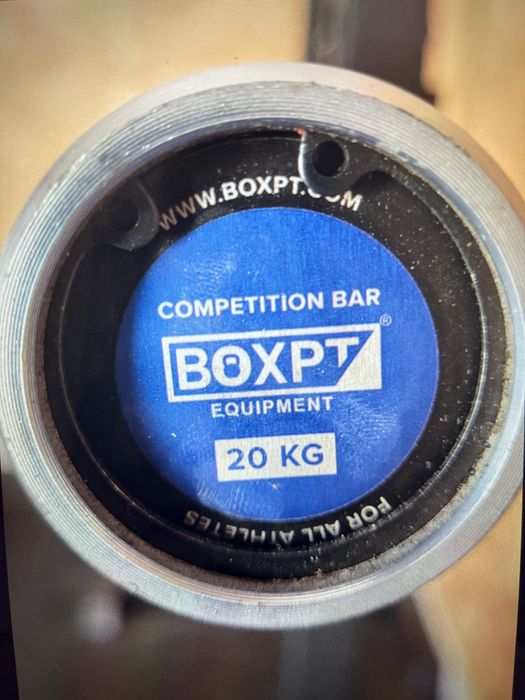 WWW.BOXPT.COM
COMPETITION BAR
BOXPT®
EQUIPMENT
20 KG
FOR ALL ATHLETES